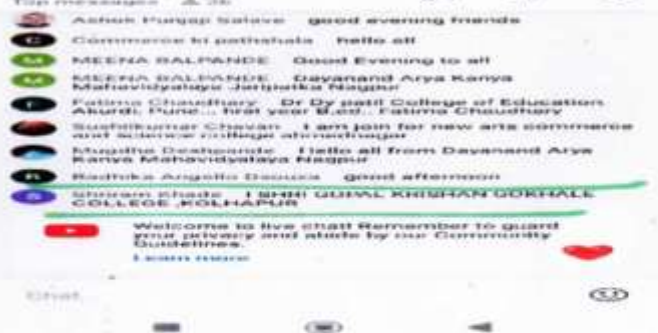 Top messages 26
Ashok Punjaji Salave good evening friends
Commerce ki pathshala hello all
MEENA BALPANDE Good Evening to all
MEENA BALPANDE Dayanand Arya Kanya
Mahavidyalaya Jaripatka Nagpur
Fatima Chaudhary Dr Dy patil College of Education
Akurdi, Pune... first year B.ed.. Fatima Chaudhary
Sushilkumar Chavan I am join for new arts commerce
and science college ahmednagar
Mugdha Deshpande Hello all from Dayanand Arya
Kanya Mahavidyalaya Nagpur
Radhika Angello Dsouza good afternoon
Shriram Khade I SHRI GOPAL KHISHAN GOKHALE
COLLEGE ,KOLHAPUR
Welcome to live chat! Remember to guard
your privacy and abide by our Community
Guidelines.
Learn more
Chat